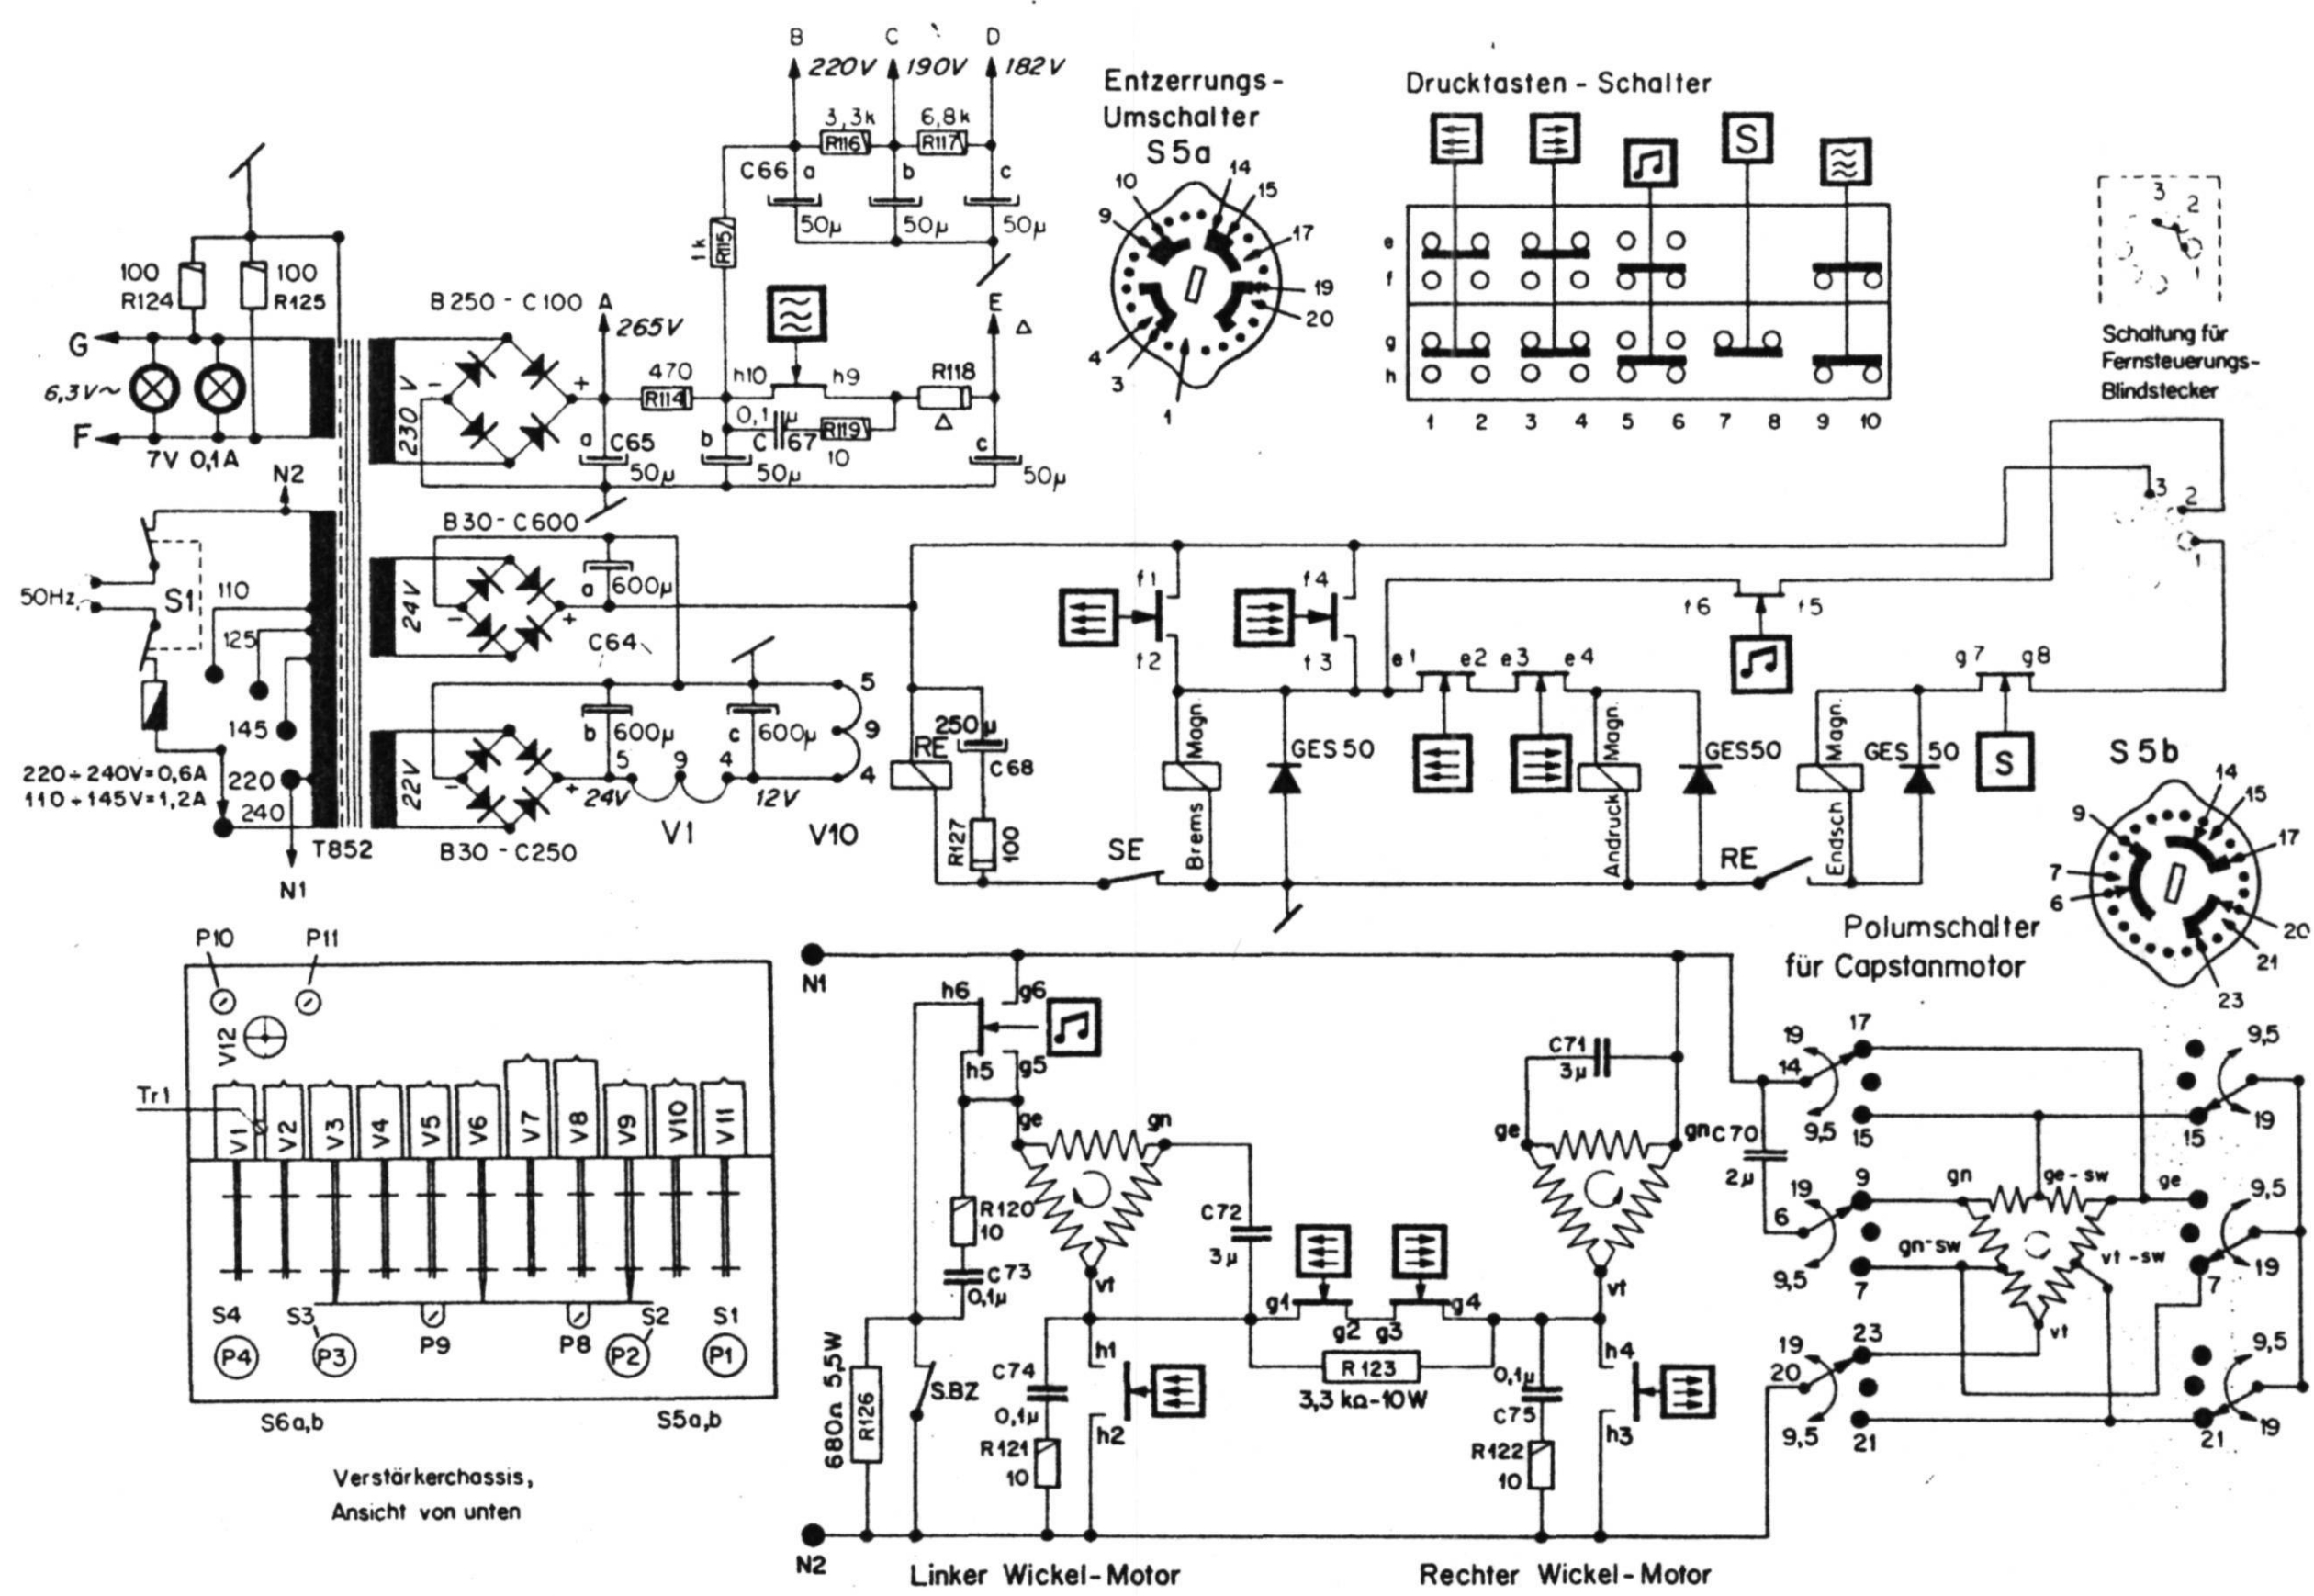 B C D
220V 190V 182V
3,3k 6,8k
R116 R117
C66 a b c
50µ 50µ 50µ
1k R115
Entzerrungs-
Umschalter
S5a
10 14 15
9 17
19
4 20
3
1
Drucktasten - Schalter
S
e
f
g
h
1 2 3 4 5 6 7 8 9 10
3 2
1
Schaltung für
Fernsteuerungs-
Blindstecker
100 100
R124 R125
G
6,3V~
F
7V 0,1A
N2
B250 - C100 A
265V
E △
230V
- +
470
R114
h10 h9
R118
△
0,1µ
C67
R119
10
a C65
50µ
b
50µ
c
50µ
B30-C600
50Hz
S1
110
125
145
220
240
220÷240V=0,6A
110÷145V=1,2A
T852
N1
24V
- +
a 600µ
C64
22V
- +
b 600µ
c 600µ
5
9
4
5 9 4
24V 12V
V1 V10
B30 - C250
250µ
RE
C68
R127
100
SE
f1
f2
f4
f3
f6 f5
3
2
1
e1 e2 e3 e4
g7 g8
Brems Magn.
GES50
Andruck Magn.
GES50
Endsch Magn.
GES 50
S
RE
S5b
14
15
9
17
7
6
20
21
23
P10 P11
V12
Tr1
V1 V2 V3 V4 V5 V6 V7 V8 V9 V10 V11
S4 S3 S2 S1
P9 P8
P4 P3 P2 P1
S6a,b S5a,b
Verstärkerchassis,
Ansicht von unten
N1
h6 g6
h5 g5
ge gn
R120
10
C73
0,1µ
vt
C72
3µ
680Ω 5,5W
R126
S.BZ
C74
0,1µ
R121
10
h1
h2
g1 g2 g3 g4
R123
3,3 kΩ-10W
C71
3µ
ge gn
vt
0,1µ
C75
R122
10
h4
h3
N2
Linker Wickel-Motor
Rechter Wickel-Motor
Polumschalter
für Capstanmotor
19 17
14
9,5 15
C70
2µ
19 9
6
9,5 7
19 23
20
9,5 21
gn ge-sw ge
gn-sw vt-sw
vt
9,5
15 19
9,5
7 19
9,5
21 19